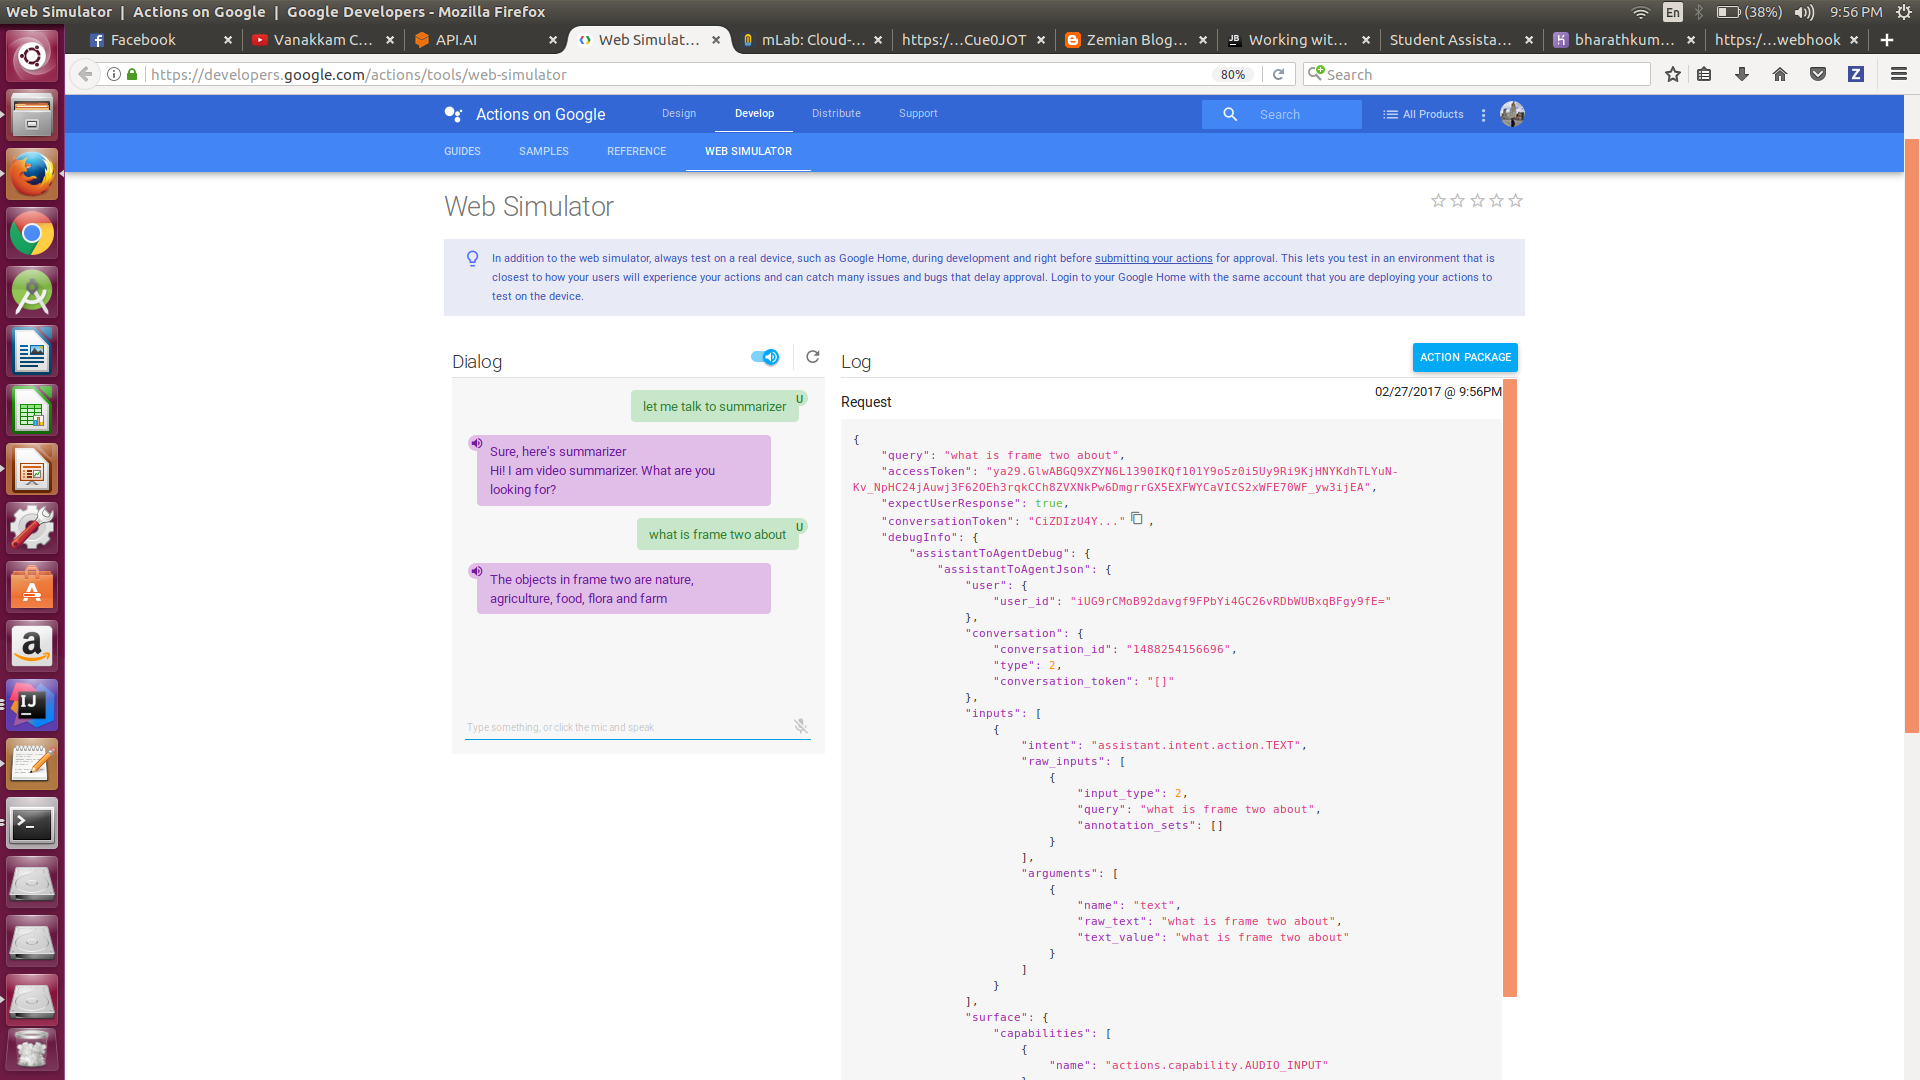 Web Simulator  |  Actions on Google  |  Google Developers - Mozilla Firefox
En (38%) 9:56 PM
Facebook
Vanakkam C...
API.AI
Web Simulat...
mLab: Cloud-...
https:/...Cue0JOT
Zemian Blog...
Working wit...
Student Assista...
bharathkum...
https:/...webhook
https://developers.google.com/actions/tools/web-simulator
80%
Search
Actions on Google
Design
Develop
Distribute
Support
Search
All Products
GUIDES
SAMPLES
REFERENCE
WEB SIMULATOR
Web Simulator
In addition to the web simulator, always test on a real device, such as Google Home, during development and right before submitting your actions for approval. This lets you test in an environment that is
closest to how your users will experience your actions and can catch many issues and bugs that delay approval. Login to your Google Home with the same account that you are deploying your actions to
test on the device.
Dialog
let me talk to summarizer
U
Sure, here's summarizer
Hi! I am video summarizer. What are you
looking for?
what is frame two about
U
The objects in frame two are nature,
agriculture, food, flora and farm
Type something, or click the mic and speak
Log
ACTION PACKAGE
02/27/2017 @ 9:56PM
Request
{
"query": "what is frame two about",
"accessToken": "ya29.GlwABGQ9XZYN6L1390IKQf101Y9o5z0i5Uy9Ri9KjHNYKdhTLYuN-
Kv_NpHC24jAuwj3F62OEh3rqkCCh8ZVXNkPw6DmgrrGX5EXFWYCaVICS2xWFE70WF_yw3ijEA",
"expectUserResponse": true,
"conversationToken": "CiZDIzU4Y..." ,
"debugInfo": {
"assistantToAgentDebug": {
"assistantToAgentJson": {
"user": {
"user_id": "iUG9rCMoB92davgf9FPbYi4GC26vRDbWUBxqBFgy9fE="
},
"conversation": {
"conversation_id": "1488254156696",
"type": 2,
"conversation_token": "[]"
},
"inputs": [
{
"intent": "assistant.intent.action.TEXT",
"raw_inputs": [
{
"input_type": 2,
"query": "what is frame two about",
"annotation_sets": []
}
],
"arguments": [
{
"name": "text",
"raw_text": "what is frame two about",
"text_value": "what is frame two about"
}
]
}
],
"surface": {
"capabilities": [
{
"name": "actions.capability.AUDIO_INPUT"